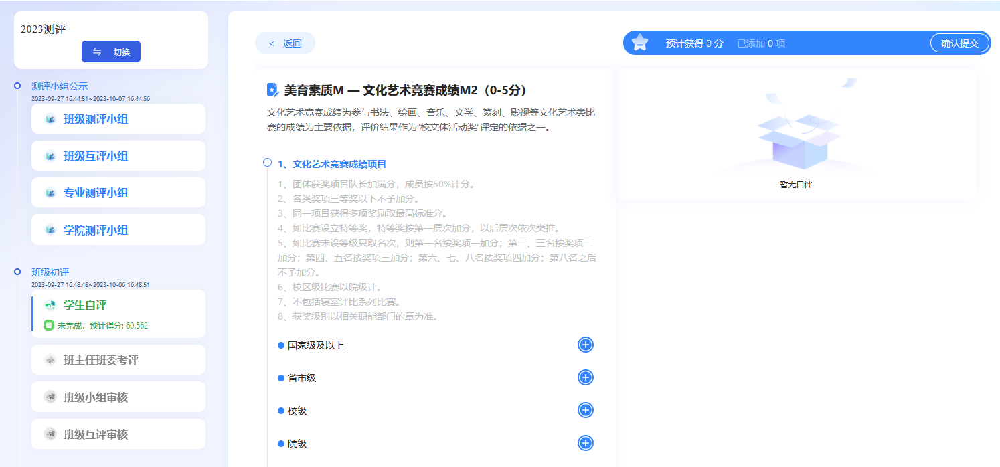 2023测评
切换
测评小组公示
2023-09-27 16:44:51~2023-10-07 16:44:56
班级测评小组
班级互评小组
专业测评小组
学院测评小组
班级初评
2023-09-27 16:48:48~2023-10-06 16:48:51
学生自评
未完成，预计得分: 60.562
班主任班委考评
班级小组审核
班级互评审核
< 返回
预计获得 0 分 已添加 0 项
确认提交
美育素质M — 文化艺术竞赛成绩M2（0-5分）
文化艺术竞赛成绩为参与书法、绘画、音乐、文学、篆刻、影视等文化艺术类比
赛的成绩为主要依据，评价结果作为“校文体活动奖”评定的依据之一。
1、文化艺术竞赛成绩项目
1、团体获奖项目队长加满分，成员按50%计分。
2、各类奖项三等奖以下不予加分。
3、同一项目获得多项奖励取最高标准分。
4、如比赛设立特等奖，特等奖按第一层次加分，以后层次依次类推。
5、如比赛未设等级只取名次，则第一名按奖项一加分；第二、三名按奖项二
加分；第四、五名按奖项三加分；第六、七、八名按奖项四加分；第八名之后
不予加分。
6、校区级比赛以院级计。
7、不包括寝室评比系列比赛。
8、获奖级别以相关职能部门的章为准。
国家级及以上
省市级
校级
院级
暂无自评